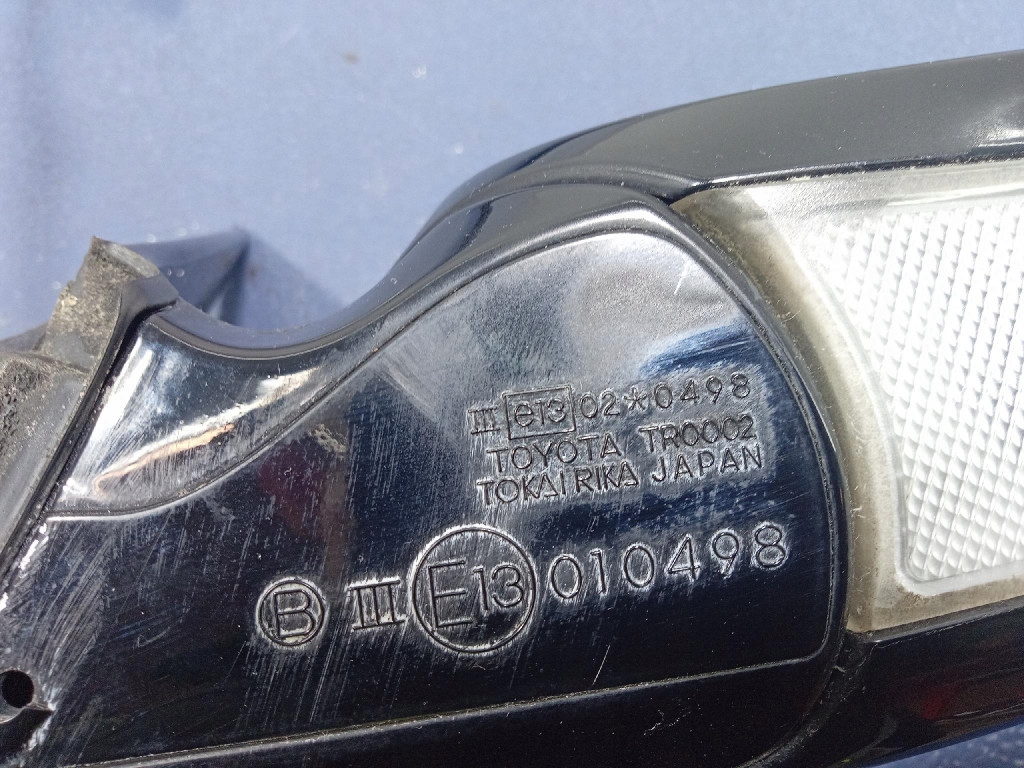 III e13 02*0498
TOYOTA TR0002
TOKAI RIKA JAPAN
B III E13 010498